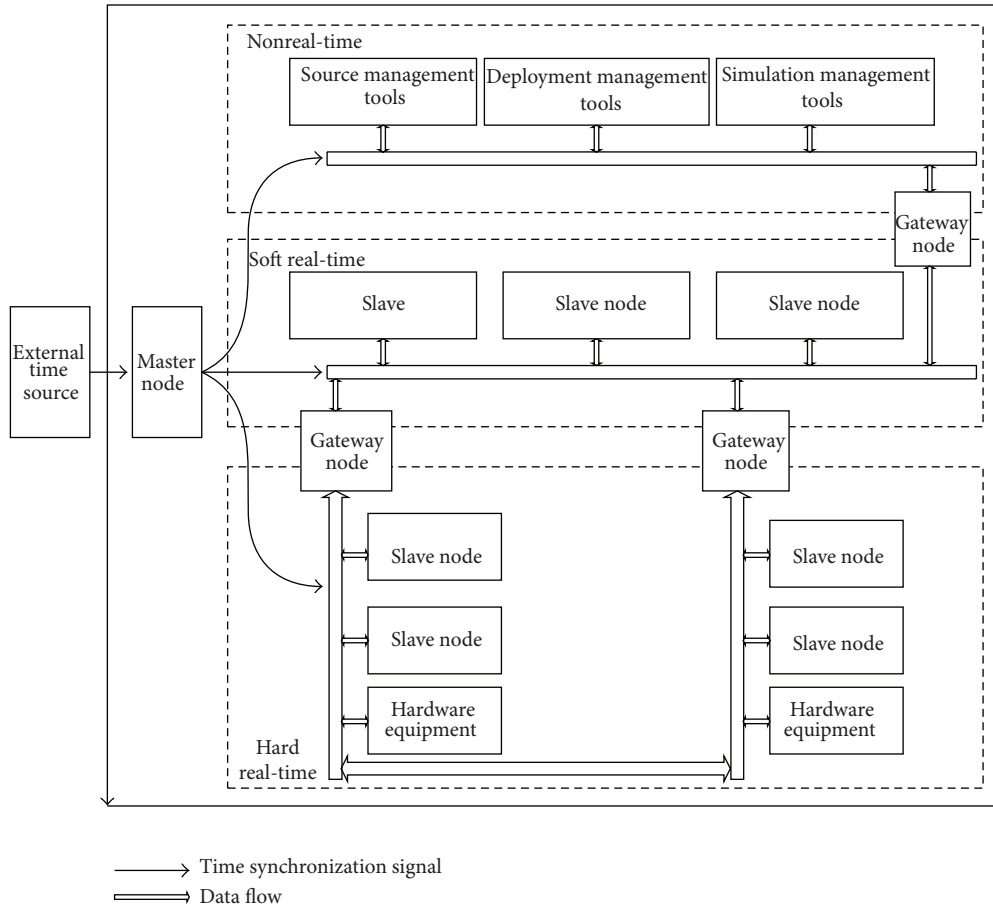 Nonreal-time
Source management
tools
Deployment management
tools
Simulation management
tools
Gateway
node
Soft real-time
Slave
Slave node
Slave node
External
time
source
Master
node
Gateway
node
Gateway
node
Slave node
Slave node
Slave node
Slave node
Hardware
equipment
Hardware
equipment
Hard
real-time
Time synchronization signal
Data flow